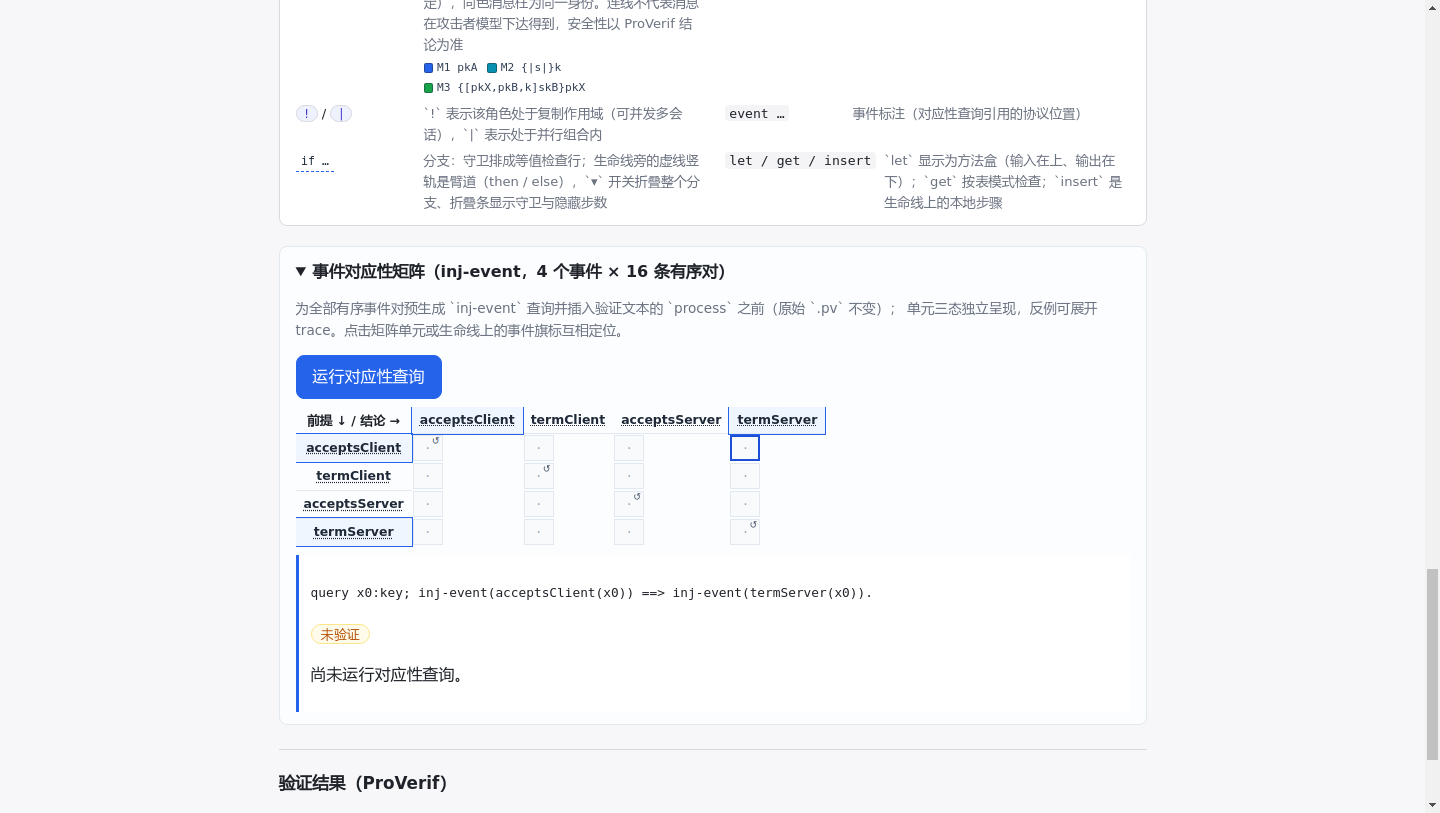 定），同色消息柱为同一身份。连线不代表消息
在攻击者模型下达得到，安全性以 ProVerif 结
论为准
M1 pkA M2 {|s|}k
M3 {[pkX,pkB,k]skB}pkX
! / |
`!` 表示该角色处于复制作用域（可并发多会
话），`|` 表示处于并行组合内
event …
事件标注（对应性查询引用的协议位置）
if …
分支：守卫排成等值检查行；生命线旁的虚线竖
轨是臂道（then / else），`▾` 开关折叠整个分
支、折叠条显示守卫与隐藏步数
let / get / insert
`let` 显示为方法盒（输入在上、输出在
下）；`get` 按表模式检查；`insert` 是
生命线上的本地步骤
▼ 事件对应性矩阵（inj-event，4 个事件 × 16 条有序对）
为全部有序事件对预生成 `inj-event` 查询并插入验证文本的 `process` 之前（原始 `.pv` 不变）； 单元三态独立呈现，反例可展开
trace。点击矩阵单元或生命线上的事件旗标互相定位。
运行对应性查询
前提 ↓ / 结论 → acceptsClient termClient acceptsServer termServer
acceptsClient · ↺ · · ·
termClient · · ↺ · ·
acceptsServer · · · ↺ ·
termServer · · · · ↺
query x0:key; inj-event(acceptsClient(x0)) ==> inj-event(termServer(x0)).
未验证
尚未运行对应性查询。
验证结果（ProVerif）